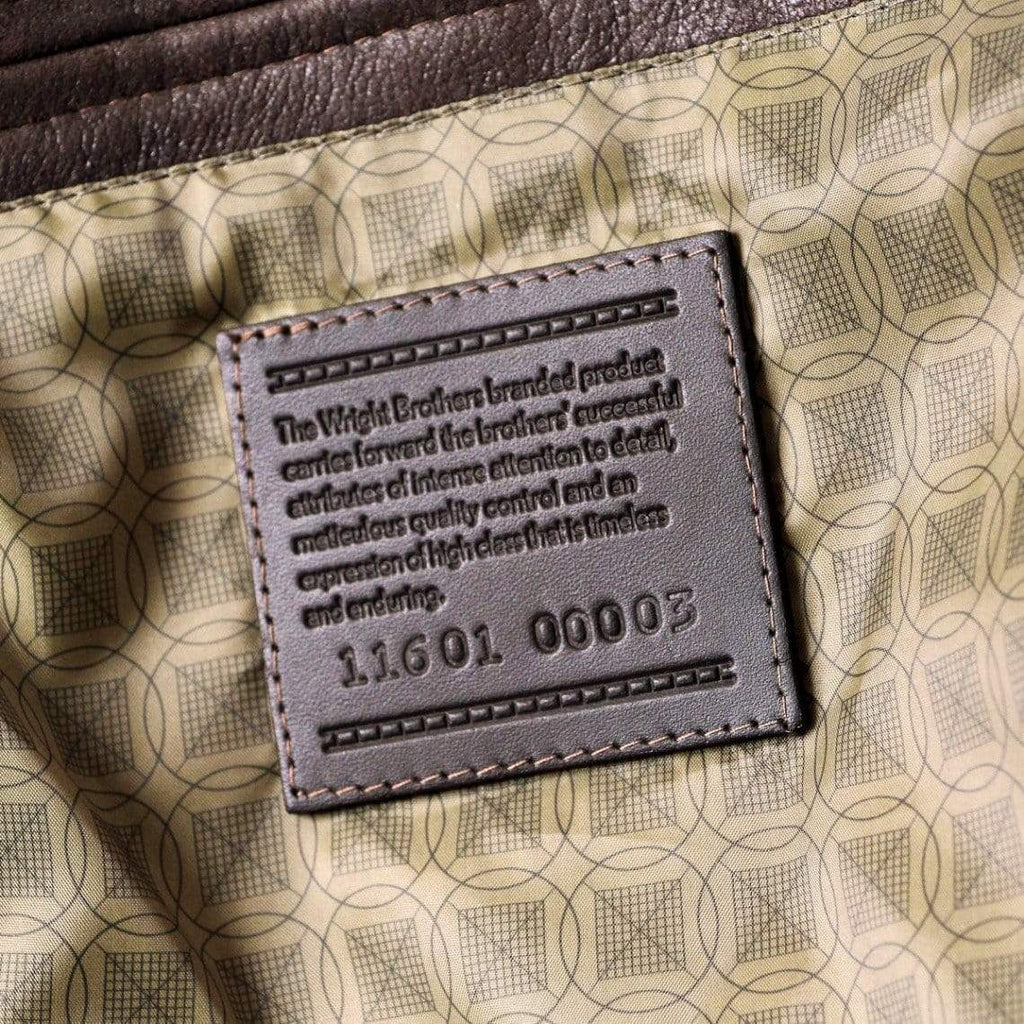 The Wright Brothers branded product
carries forward the brothers' successful
attributes of intense attention to detail,
meticulous quality control and an
expression of high class that is timeless
and enduring.
11601 00003